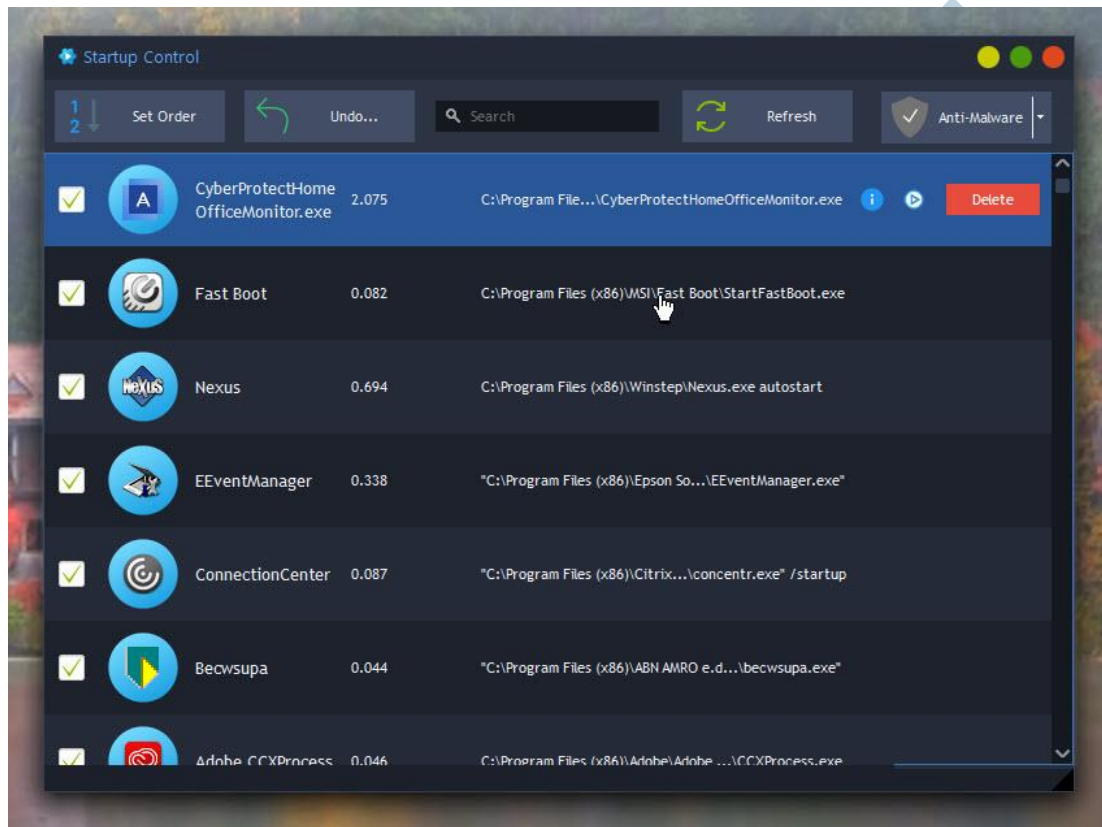 Startup Control
1
2
Set Order
Undo...
Search
Refresh
Anti-Malware
A
CyberProtectHome
OfficeMonitor.exe
2.075
C:\Program File...\CyberProtectHomeOfficeMonitor.exe
i
Delete
Fast Boot
0.082
C:\Program Files (x86)\MSI\Fast Boot\StartFastBoot.exe
NeXuS
Nexus
0.694
C:\Program Files (x86)\Winstep\Nexus.exe autostart
EEventManager
0.338
"C:\Program Files (x86)\Epson So...\EEventManager.exe"
ConnectionCenter
0.087
"C:\Program Files (x86)\Citrix...\concentr.exe" /startup
Becwsupa
0.044
"C:\Program Files (x86)\ABN AMRO e.d...\becwsupa.exe"
Adobe CCXProcess
0.046
C:\Program Files (x86)\Adobe\Adobe ...\CCXProcess.exe